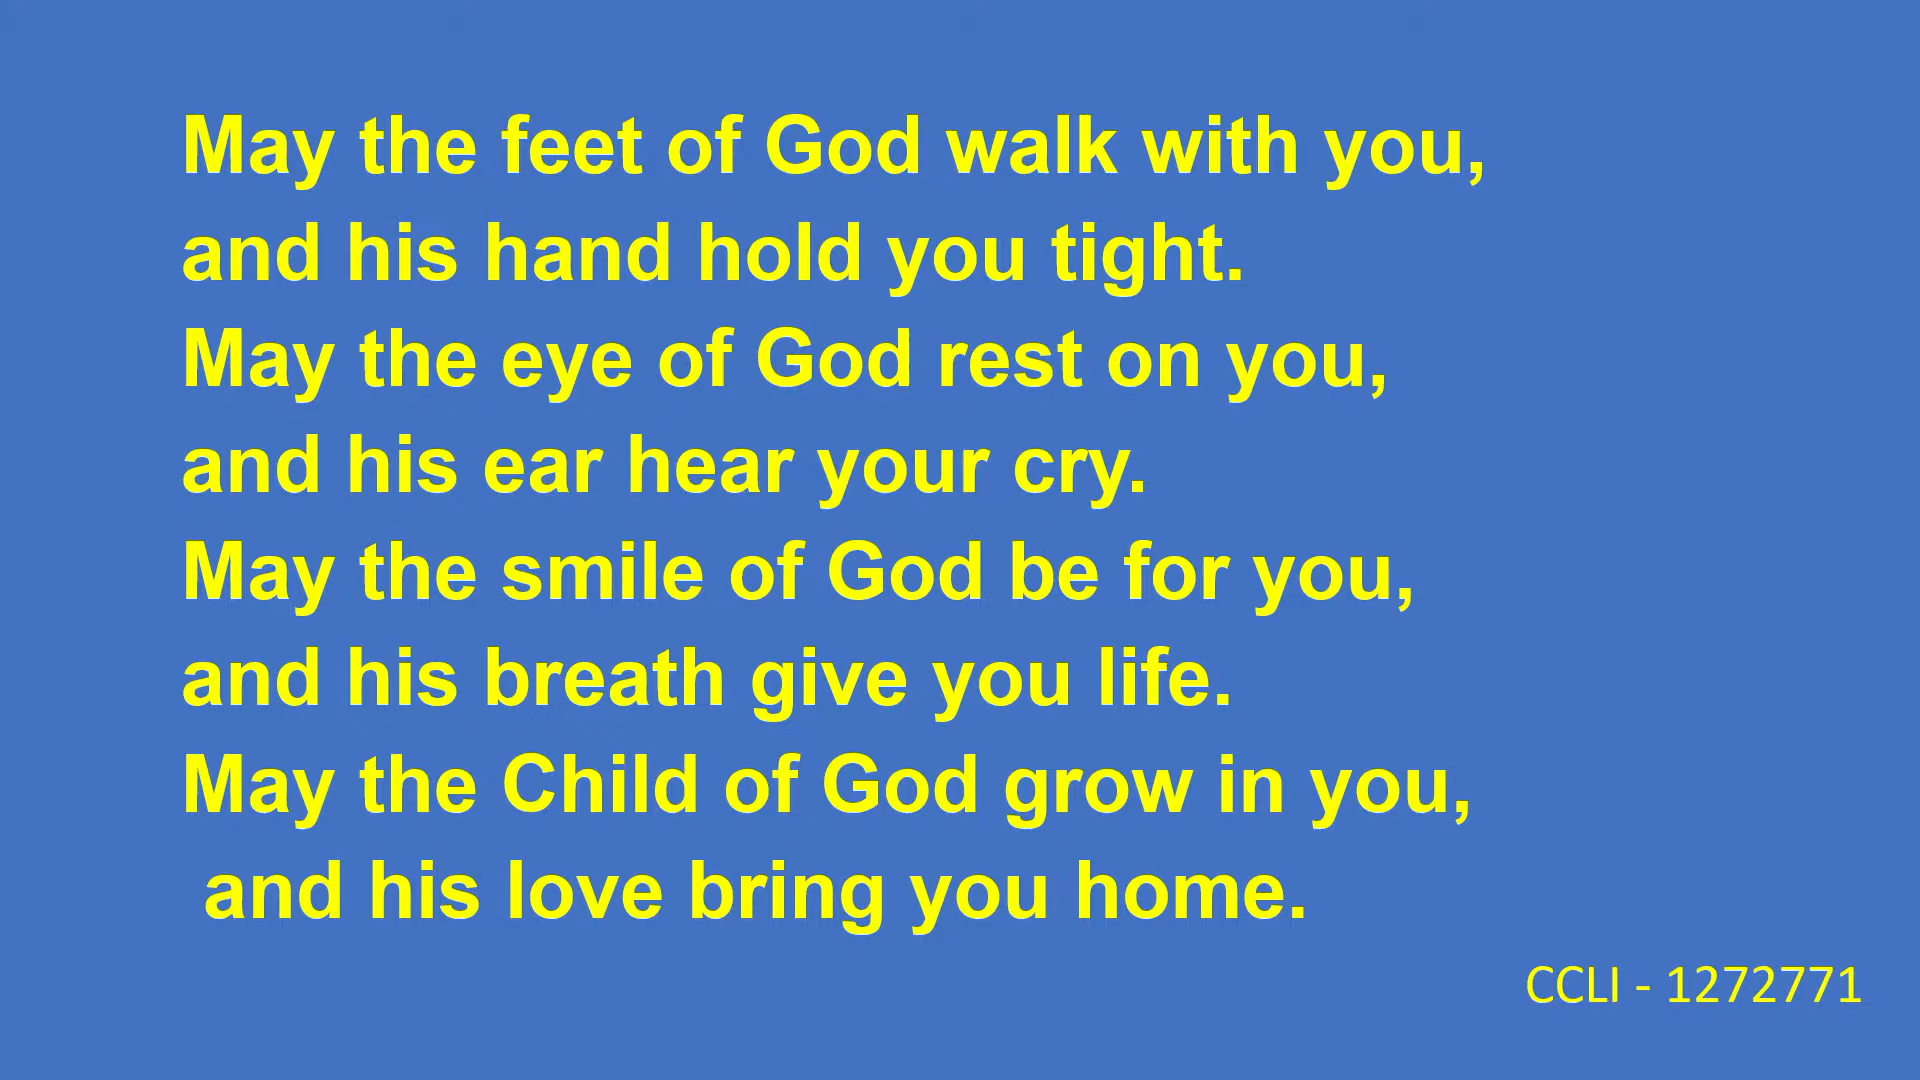 May the feet of God walk with you,
and his hand hold you tight.
May the eye of God rest on you,
and his ear hear your cry.
May the smile of God be for you,
and his breath give you life.
May the Child of God grow in you,
and his love bring you home.
CCLI - 1272771